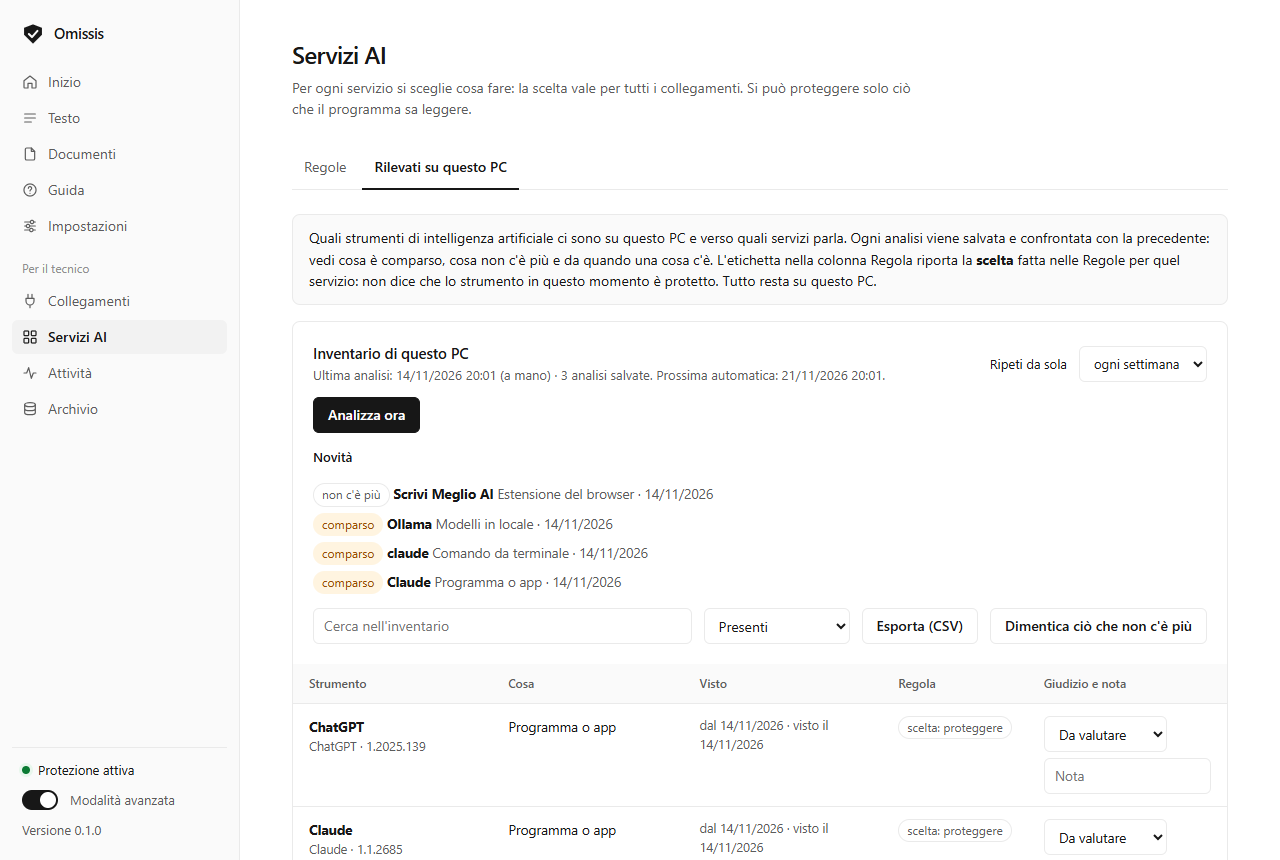 Omissis
Inizio
Testo
Documenti
Guida
Impostazioni
Per il tecnico
Collegamenti
Servizi AI
Attività
Archivio
Protezione attiva
Modalità avanzata
Versione 0.1.0
Servizi AI
Per ogni servizio si sceglie cosa fare: la scelta vale per tutti i collegamenti. Si può proteggere solo ciò
che il programma sa leggere.
Regole
Rilevati su questo PC
Quali strumenti di intelligenza artificiale ci sono su questo PC e verso quali servizi parla. Ogni analisi viene salvata e confrontata con la precedente:
vedi cosa è comparso, cosa non c'è più e da quando una cosa c'è. L'etichetta nella colonna Regola riporta la scelta fatta nelle Regole per quel
servizio: non dice che lo strumento in questo momento è protetto. Tutto resta su questo PC.
Inventario di questo PC
Ultima analisi: 14/11/2026 20:01 (a mano) · 3 analisi salvate. Prossima automatica: 21/11/2026 20:01.
Ripeti da sola
ogni settimana
Analizza ora
Novità
non c'è più Scrivi Meglio AI Estensione del browser · 14/11/2026
comparso Ollama Modelli in locale · 14/11/2026
comparso claude Comando da terminale · 14/11/2026
comparso Claude Programma o app · 14/11/2026
Cerca nell'inventario
Presenti
Esporta (CSV)
Dimentica ciò che non c'è più
Strumento Cosa Visto Regola Giudizio e nota
ChatGPT
ChatGPT · 1.2025.139
Programma o app
dal 14/11/2026 · visto il
14/11/2026
scelta: proteggere
Da valutare
Nota
Claude
Claude · 1.1.2685
Programma o app
dal 14/11/2026 · visto il
14/11/2026
scelta: proteggere
Da valutare